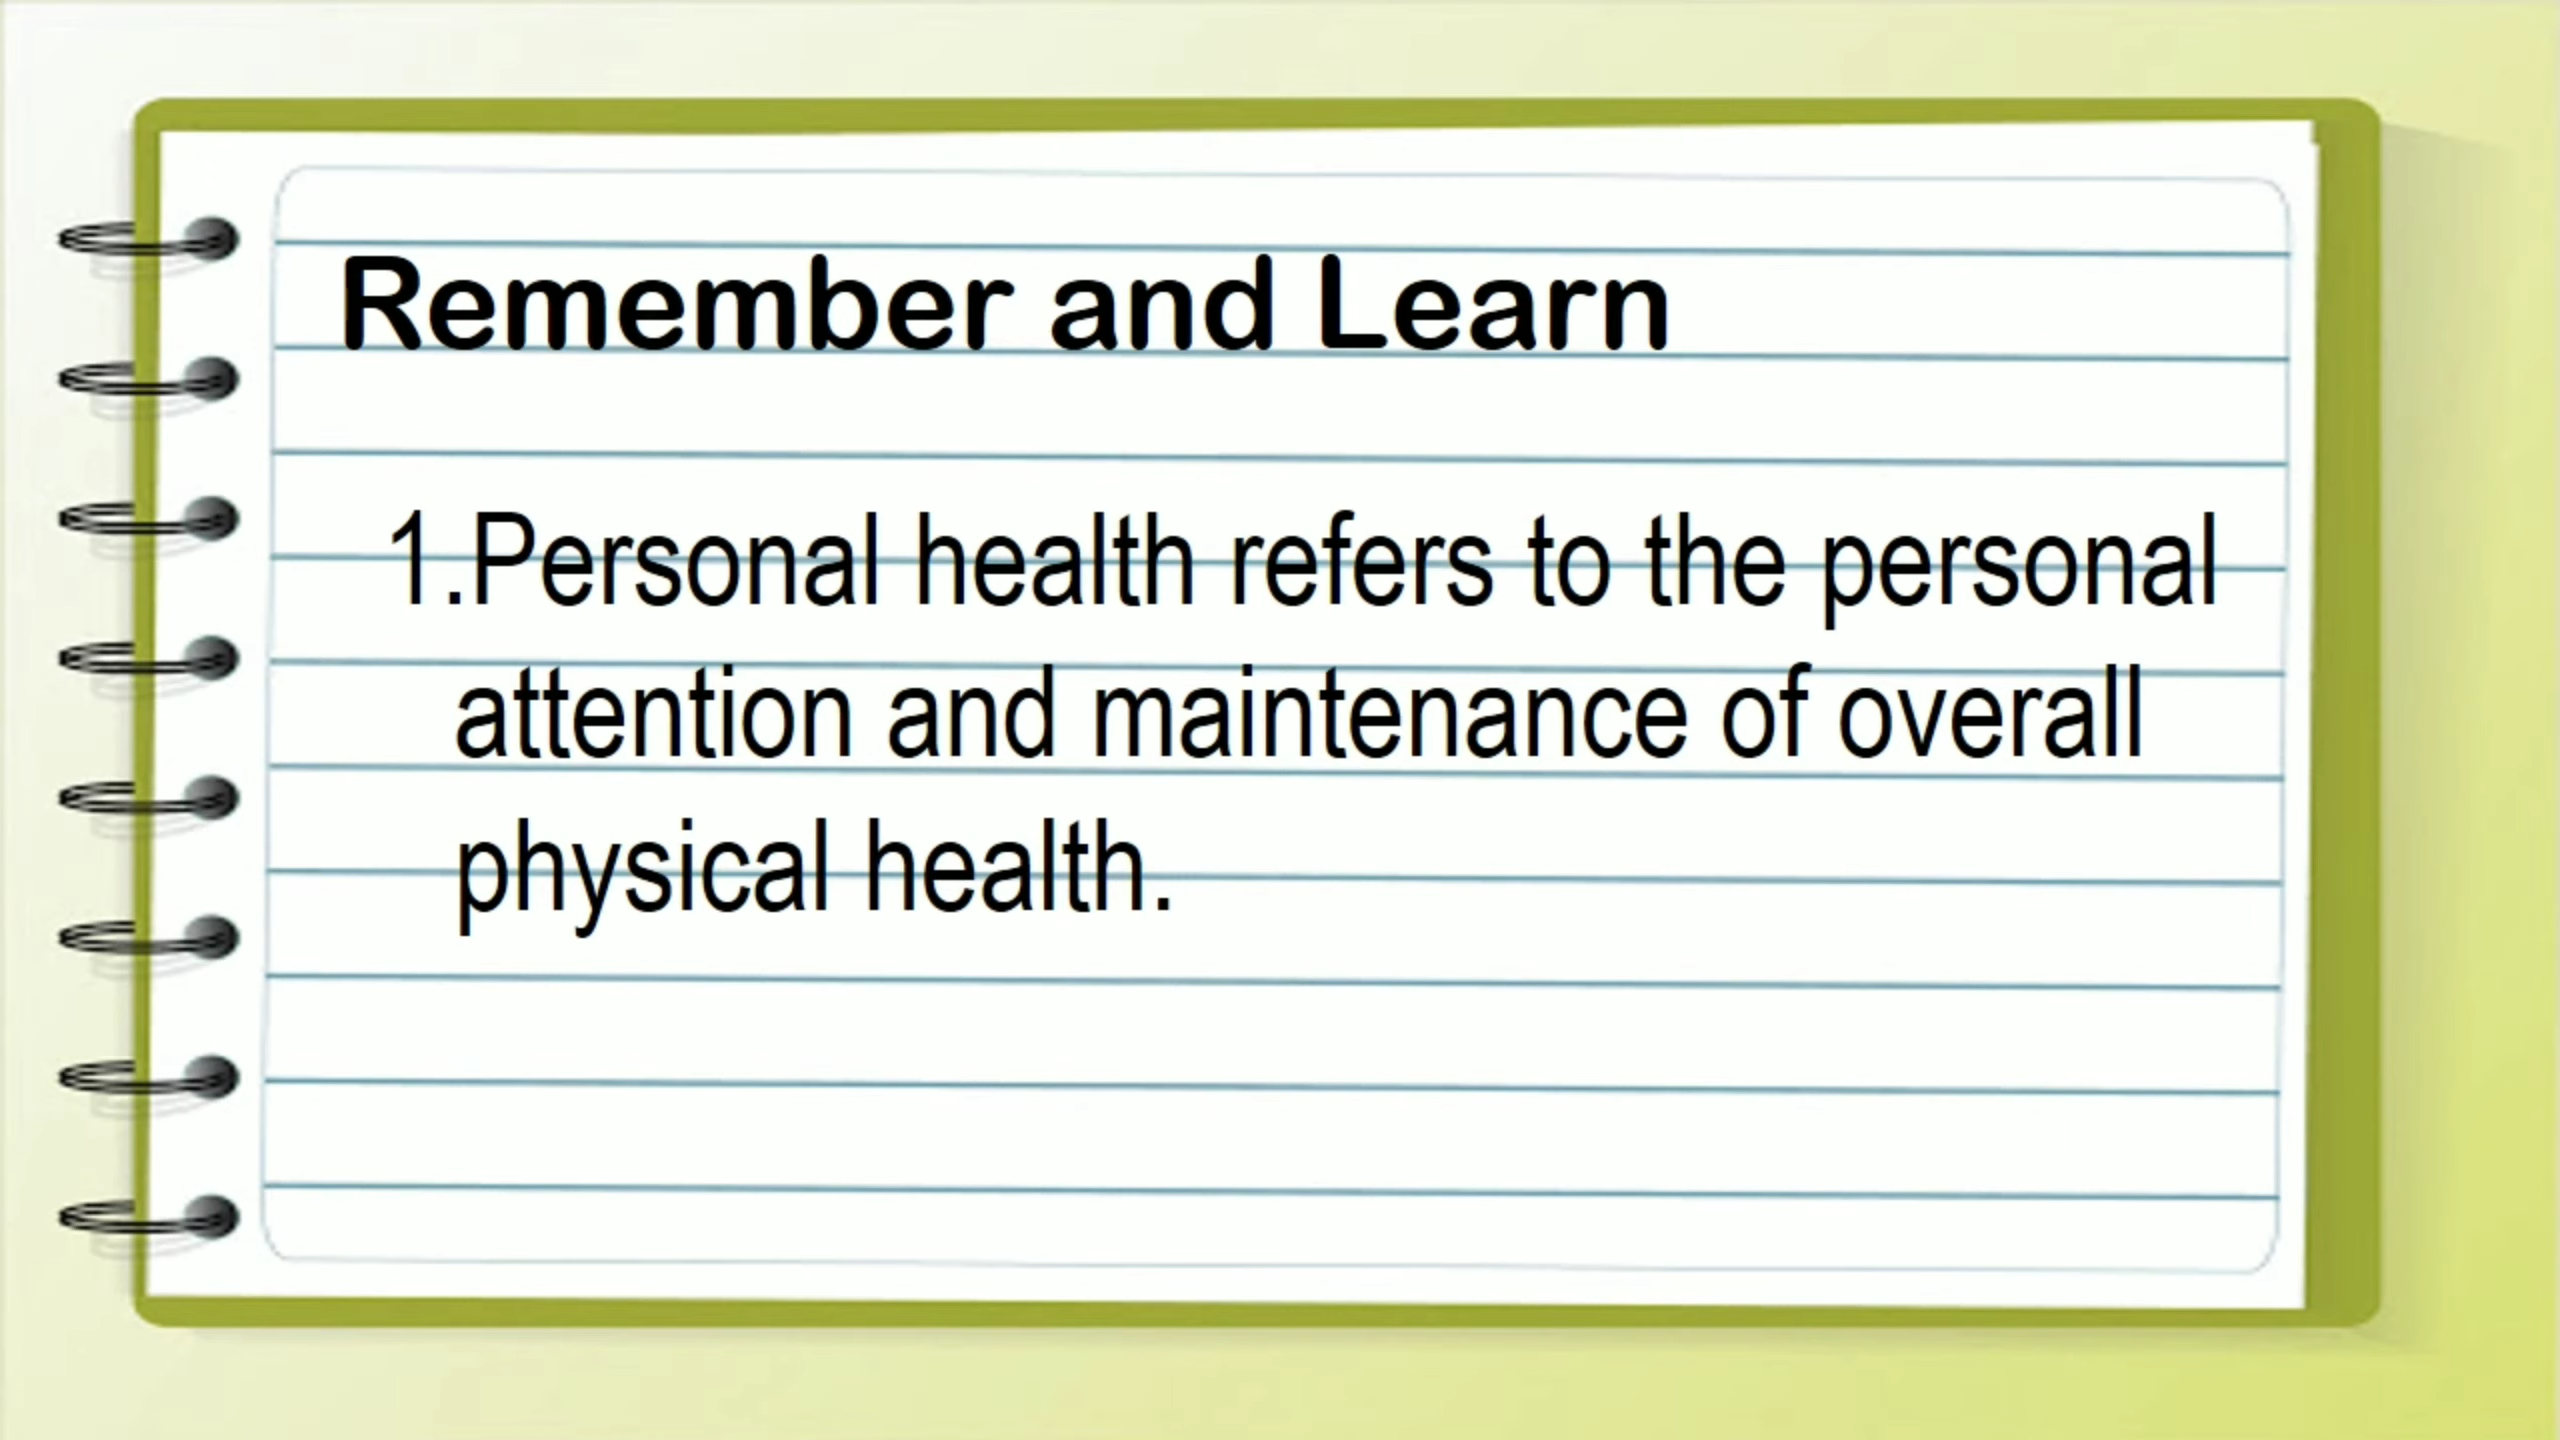 Remember and Learn
1.Personal health refers to the personal
attention and maintenance of overall
physical health.